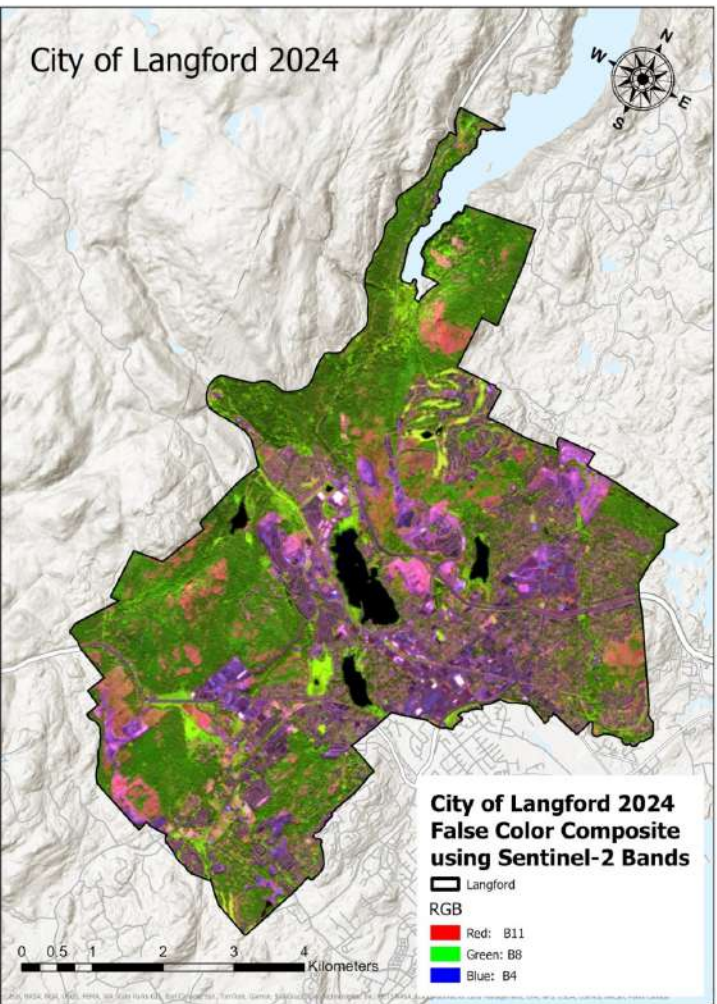 City of Langford 2024
N
W
E
S
City of Langford 2024
False Color Composite
using Sentinel-2 Bands
Langford
RGB
Red: B11
Green: B8
Blue: B4
0 0.5 1 2 3 4
Kilometers